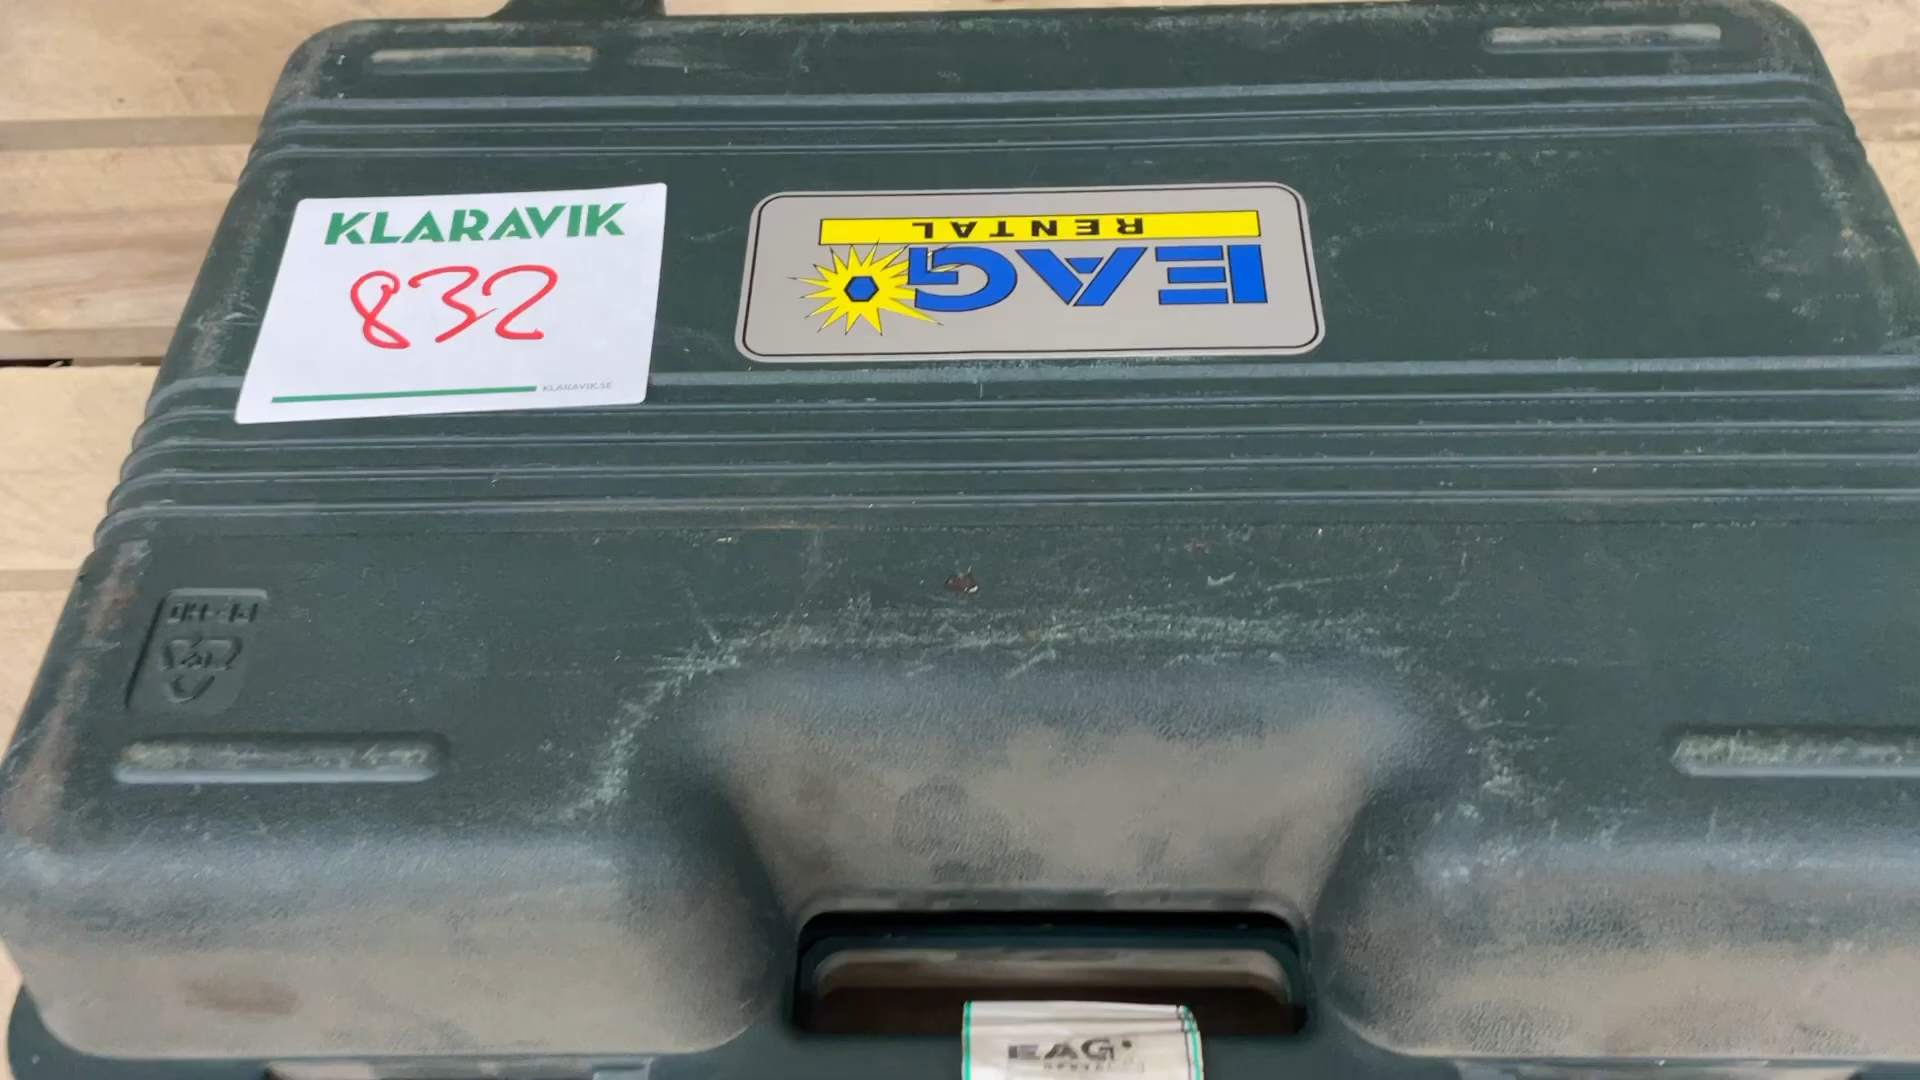 KLARAVIK
832
KLARAVIK.SE
EAG
RENTAL
EAG